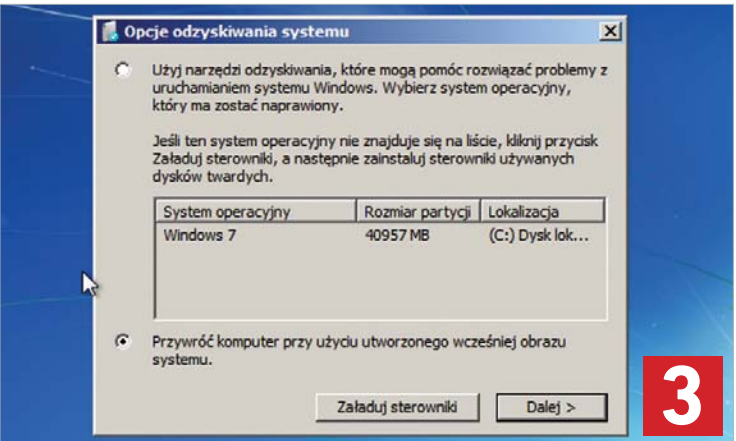 Opcje odzyskiwania systemu
Użyj narzędzi odzyskiwania, które mogą pomóc rozwiązać problemy z
uruchamianiem systemu Windows. Wybierz system operacyjny,
który ma zostać naprawiony.
Jeśli ten system operacyjny nie znajduje się na liście, kliknij przycisk
Załaduj sterowniki, a następnie zainstaluj sterowniki używanych
dysków twardych.
System operacyjny Rozmiar partycji Lokalizacja
Windows 7 40957 MB (C:) Dysk lok...
Przywróć komputer przy użyciu utworzonego wcześniej obrazu
systemu.
Załaduj sterowniki Dalej >
3